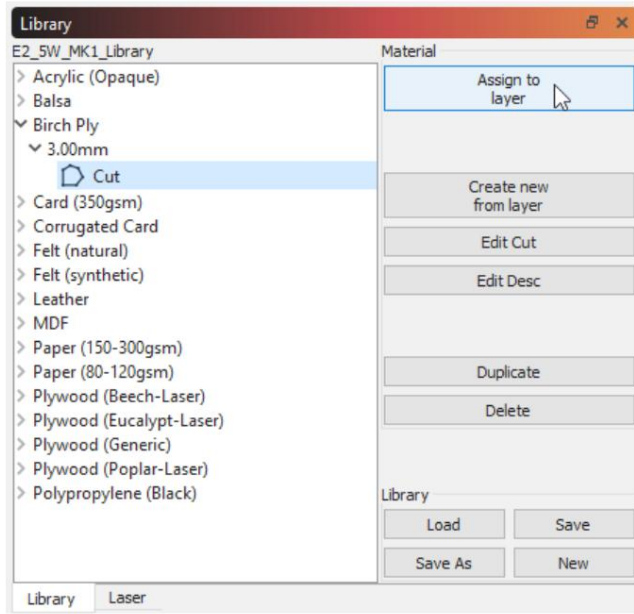 Library
E2_5W_MK1_Library
Acrylic (Opaque)
Balsa
Birch Ply
3.00mm
Cut
Card (350gsm)
Corrugated Card
Felt (natural)
Felt (synthetic)
Leather
MDF
Paper (150-300gsm)
Paper (80-120gsm)
Plywood (Beech-Laser)
Plywood (Eucalypt-Laser)
Plywood (Generic)
Plywood (Poplar-Laser)
Polypropylene (Black)
Material
Assign to
layer
Create new
from layer
Edit Cut
Edit Desc
Duplicate
Delete
Library
Load
Save
Save As
New
Library
Laser